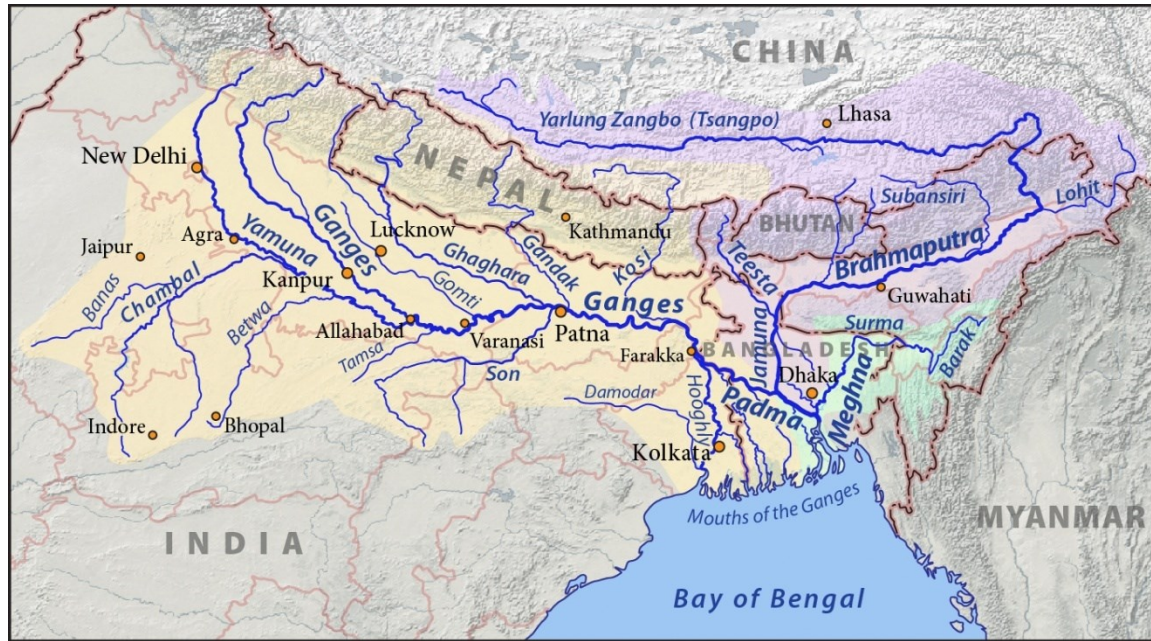 CHINA
Lhasa
Yarlung Zangbo (Tsangpo)
New Delhi
NEPAL
Subansiri
Lohit
BHUTAN
Kathmandu
Yamuna
Ganges
Lucknow
Agra
Jaipur
Kanpur
Ghaghara
Gandak
Kosi
Teesta
Brahmaputra
Banas
Chambal
Betwa
Gomti
Ganges
Guwahati
Allahabad
Varanasi
Patna
Surma
Tamsa
Son
Farakka
BANGLADESH
Jamuna
Barak
Damodar
Hooghly
Padma
Dhaka
Meghna
Indore
Bhopal
Kolkata
Mouths of the Ganges
INDIA
MYANMAR
Bay of Bengal